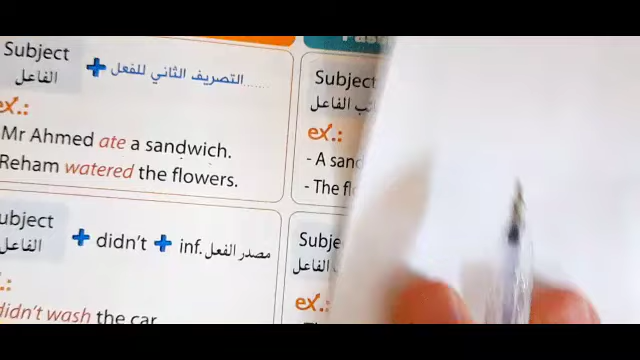 Subject
الفاعل
+ التصريف الثاني للفعل.......
ex.:
Mr Ahmed ate a sandwich.
Reham watered the flowers.
ubject
الفاعل
+ didn't + inf. مصدر الفعل
didn't wash the car
Subject
ب الفاعل
ex.:
- A sand
- The fl
Subje
الفاعل
ex.: